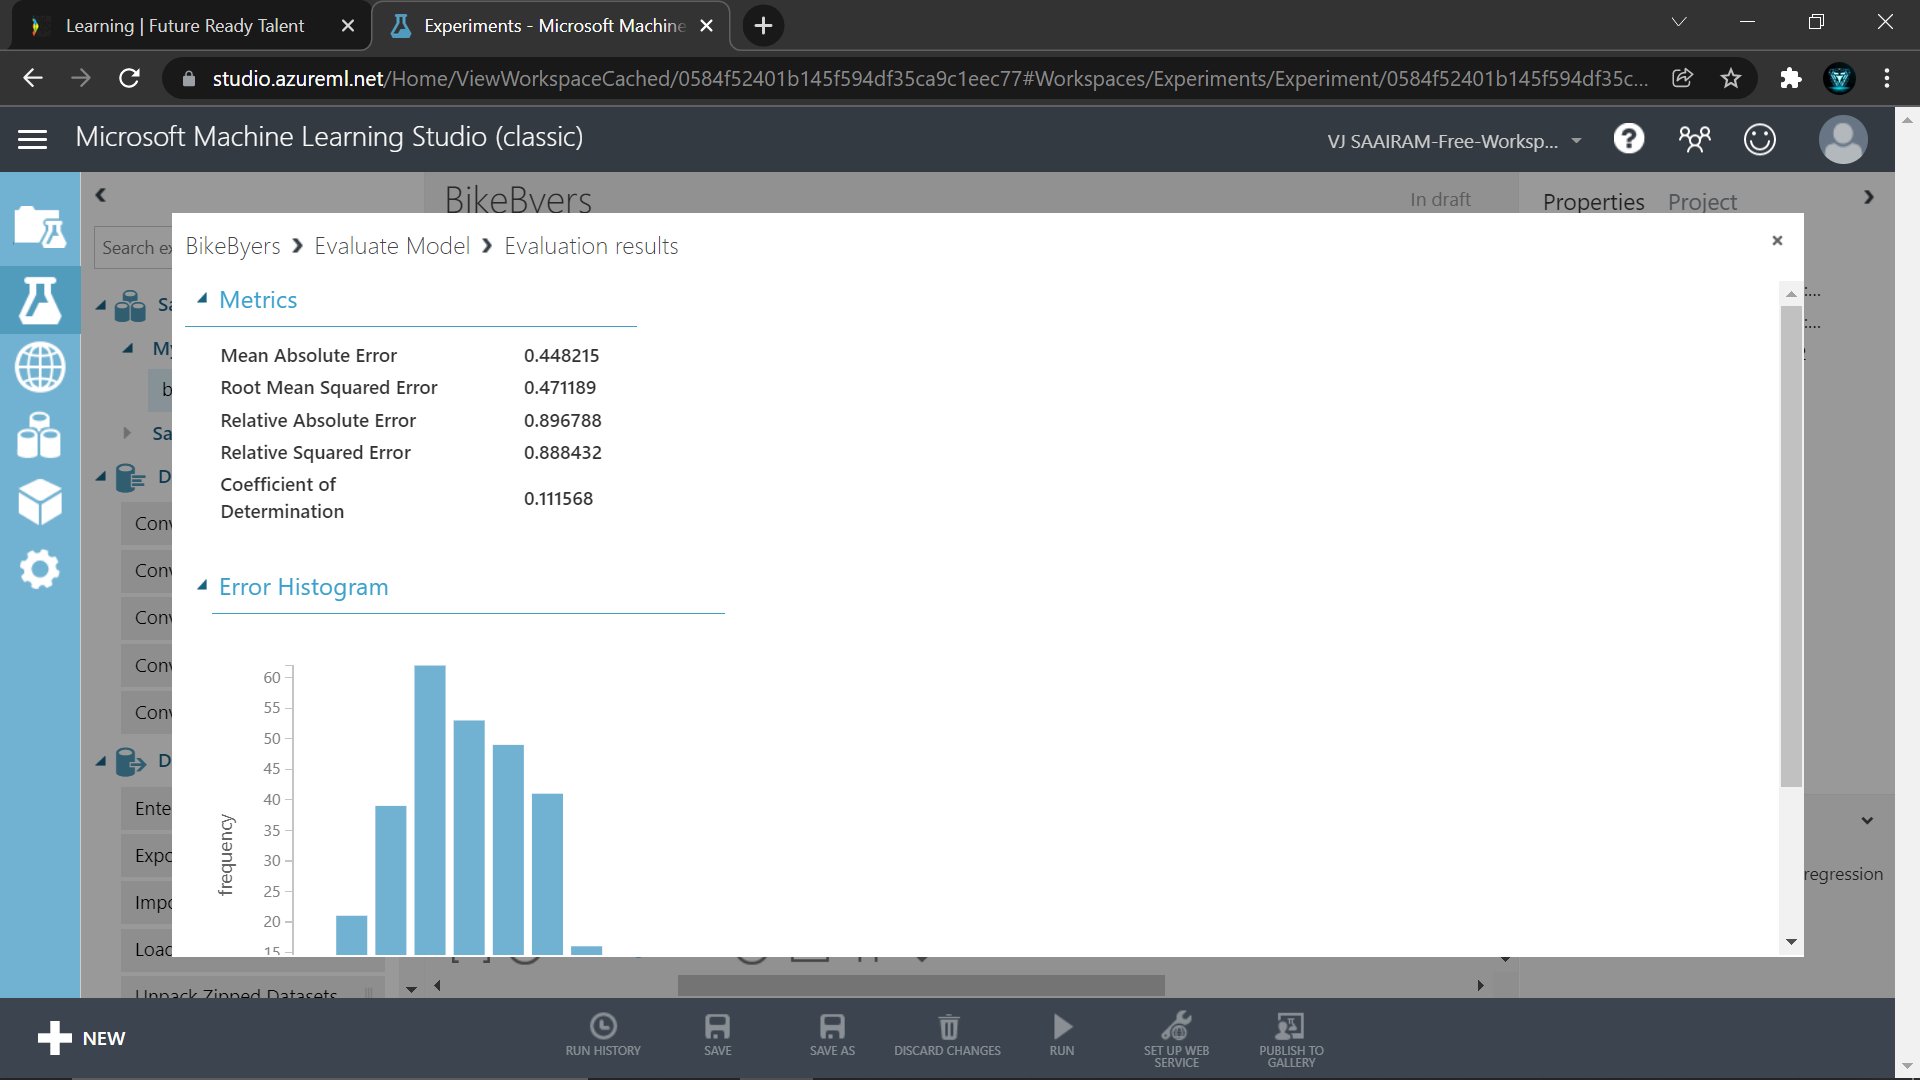 Learning | Future Ready Talent
Experiments - Microsoft Machine
studio.azureml.net/Home/ViewWorkspaceCached/0584f52401b145f594df35ca9c1eec77#Workspaces/Experiments/Experiment/0584f52401b145f594df35c...
Microsoft Machine Learning Studio (classic)
VJ SAAIRAM-Free-Worksp...
BikeByers
In draft
Properties Project
Search ex
BikeByers > Evaluate Model > Evaluation results
Metrics
Mean Absolute Error 0.448215
Root Mean Squared Error 0.471189
Relative Absolute Error 0.896788
Relative Squared Error 0.888432
Coefficient of
Determination 0.111568
Error Histogram
60
55
50
45
40
35
30
25
20
15
frequency
Sa
My
b
Sa
D
Conv
Conv
Conv
Conv
Conv
D
Ente
Expo
Impo
Load
Unpack Zipped Datasets
regression
NEW
RUN HISTORY
SAVE
SAVE AS
DISCARD CHANGES
RUN
SET UP WEB
SERVICE
PUBLISH TO
GALLERY